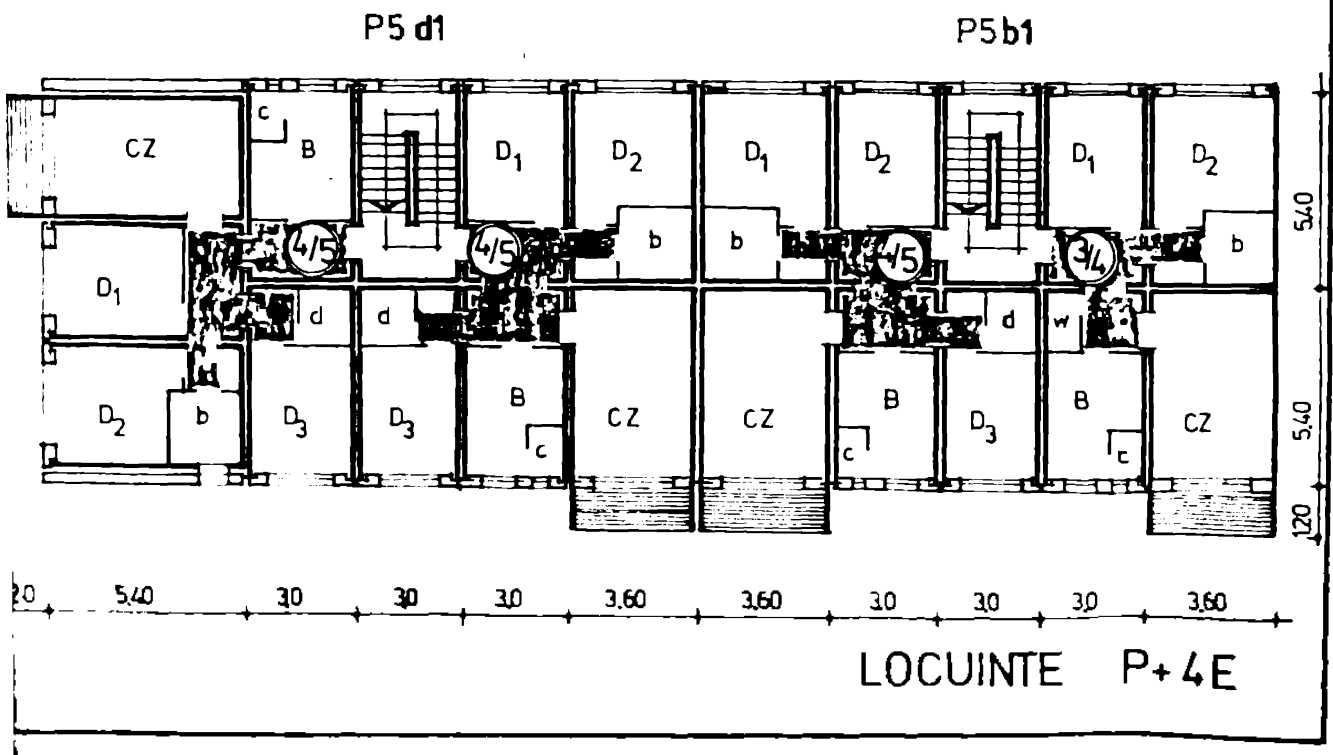 P5 d1 P5 b1
CZ c B D1 D2 D1 D2 D1 D2
4/5 4/5 b b 4/5 3/4 b
D1 d d d w
D2 b D3 D3 B c CZ CZ B c D3 B c CZ
5,40
5,40
1,20
5,40 3,0 3,0 3,0 3,60 3,60 3,0 3,0 3,0 3,60
LOCUINTE P+4E